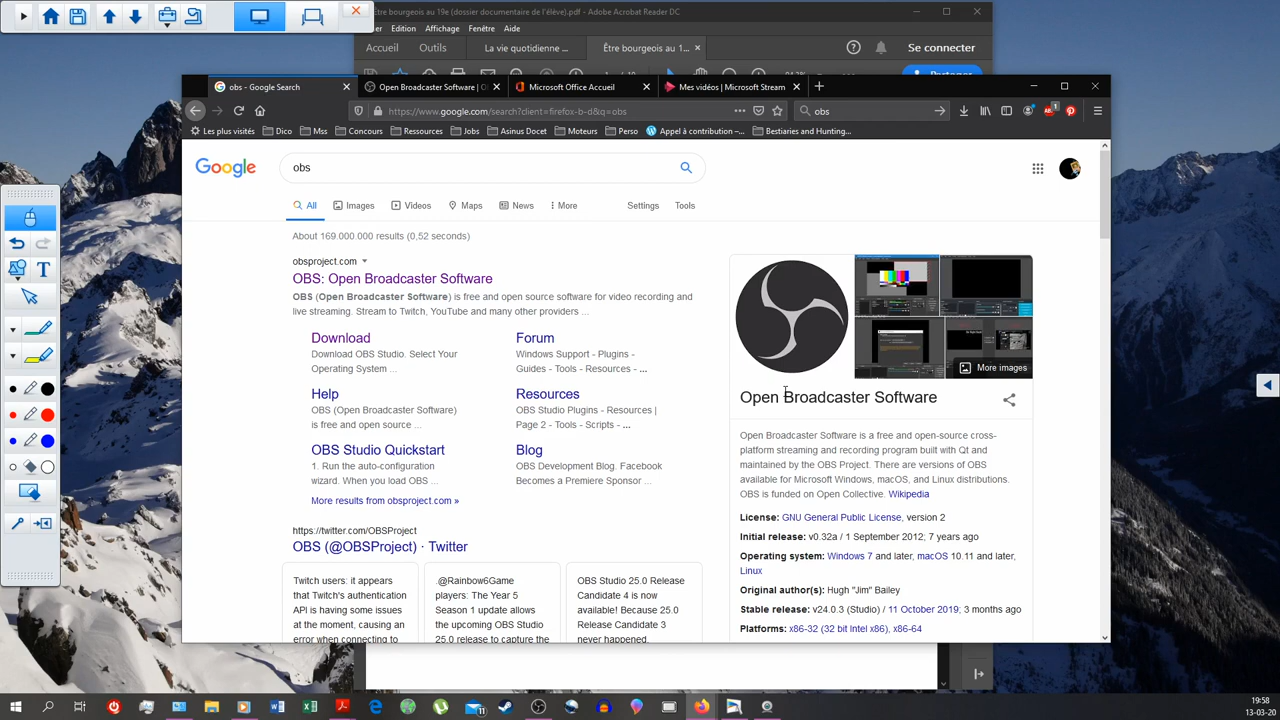 Être bourgeois au 19e (dossier documentaire de l'élève).pdf - Adobe Acrobat Reader DC
Edition Affichage Fenêtre Aide
Accueil Outils La vie quotidienne ... Être bourgeois au 1... × Se connecter
Partager
obs - Google Search Open Broadcaster Software | O Microsoft Office Accueil Mes vidéos | Microsoft Stream
https://www.google.com/search?client=firefox-b-d&q=obs obs
Les plus visités Dico Mss Concours Ressources Jobs Asinus Docet Moteurs Perso Appel à contribution –... Bestiaries and Hunting...
Google obs
All Images Videos Maps News More Settings Tools
About 169.000.000 results (0,52 seconds)
obsproject.com
OBS: Open Broadcaster Software
OBS (Open Broadcaster Software) is free and open source software for video recording and
live streaming. Stream to Twitch, YouTube and many other providers ...
Download
Download OBS Studio. Select Your
Operating System ...
Forum
Windows Support - Plugins -
Guides - Tools - Resources - ...
Help
OBS (Open Broadcaster Software)
is free and open source ...
Resources
OBS Studio Plugins - Resources |
Page 2 - Tools - Scripts - ...
OBS Studio Quickstart
1. Run the auto-configuration
wizard. When you load OBS ...
Blog
OBS Development Blog. Facebook
Becomes a Premiere Sponsor ...
More results from obsproject.com »
https://twitter.com/OBSProject
OBS (@OBSProject) · Twitter
Twitch users: it appears
that Twitch's authentication
API is having some issues
at the moment, causing an
error when connecting to
.@Rainbow6Game
players: The Year 5
Season 1 update allows
the upcoming OBS Studio
25.0 release to capture the
OBS Studio 25.0 Release
Candidate 4 is now
available! Because 25.0
Release Candidate 3
never happened.
More images
Open Broadcaster Software
Open Broadcaster Software is a free and open-source cross-
platform streaming and recording program built with Qt and
maintained by the OBS Project. There are versions of OBS
available for Microsoft Windows, macOS, and Linux distributions.
OBS is funded on Open Collective. Wikipedia
License: GNU General Public License, version 2
Initial release: v0.32a / 1 September 2012; 7 years ago
Operating system: Windows 7 and later, macOS 10.11 and later,
Linux
Original author(s): Hugh "Jim" Bailey
Stable release: v24.0.3 (Studio) / 11 October 2019; 3 months ago
Platforms: x86-32 (32 bit Intel x86), x86-64
19:58
13-03-20